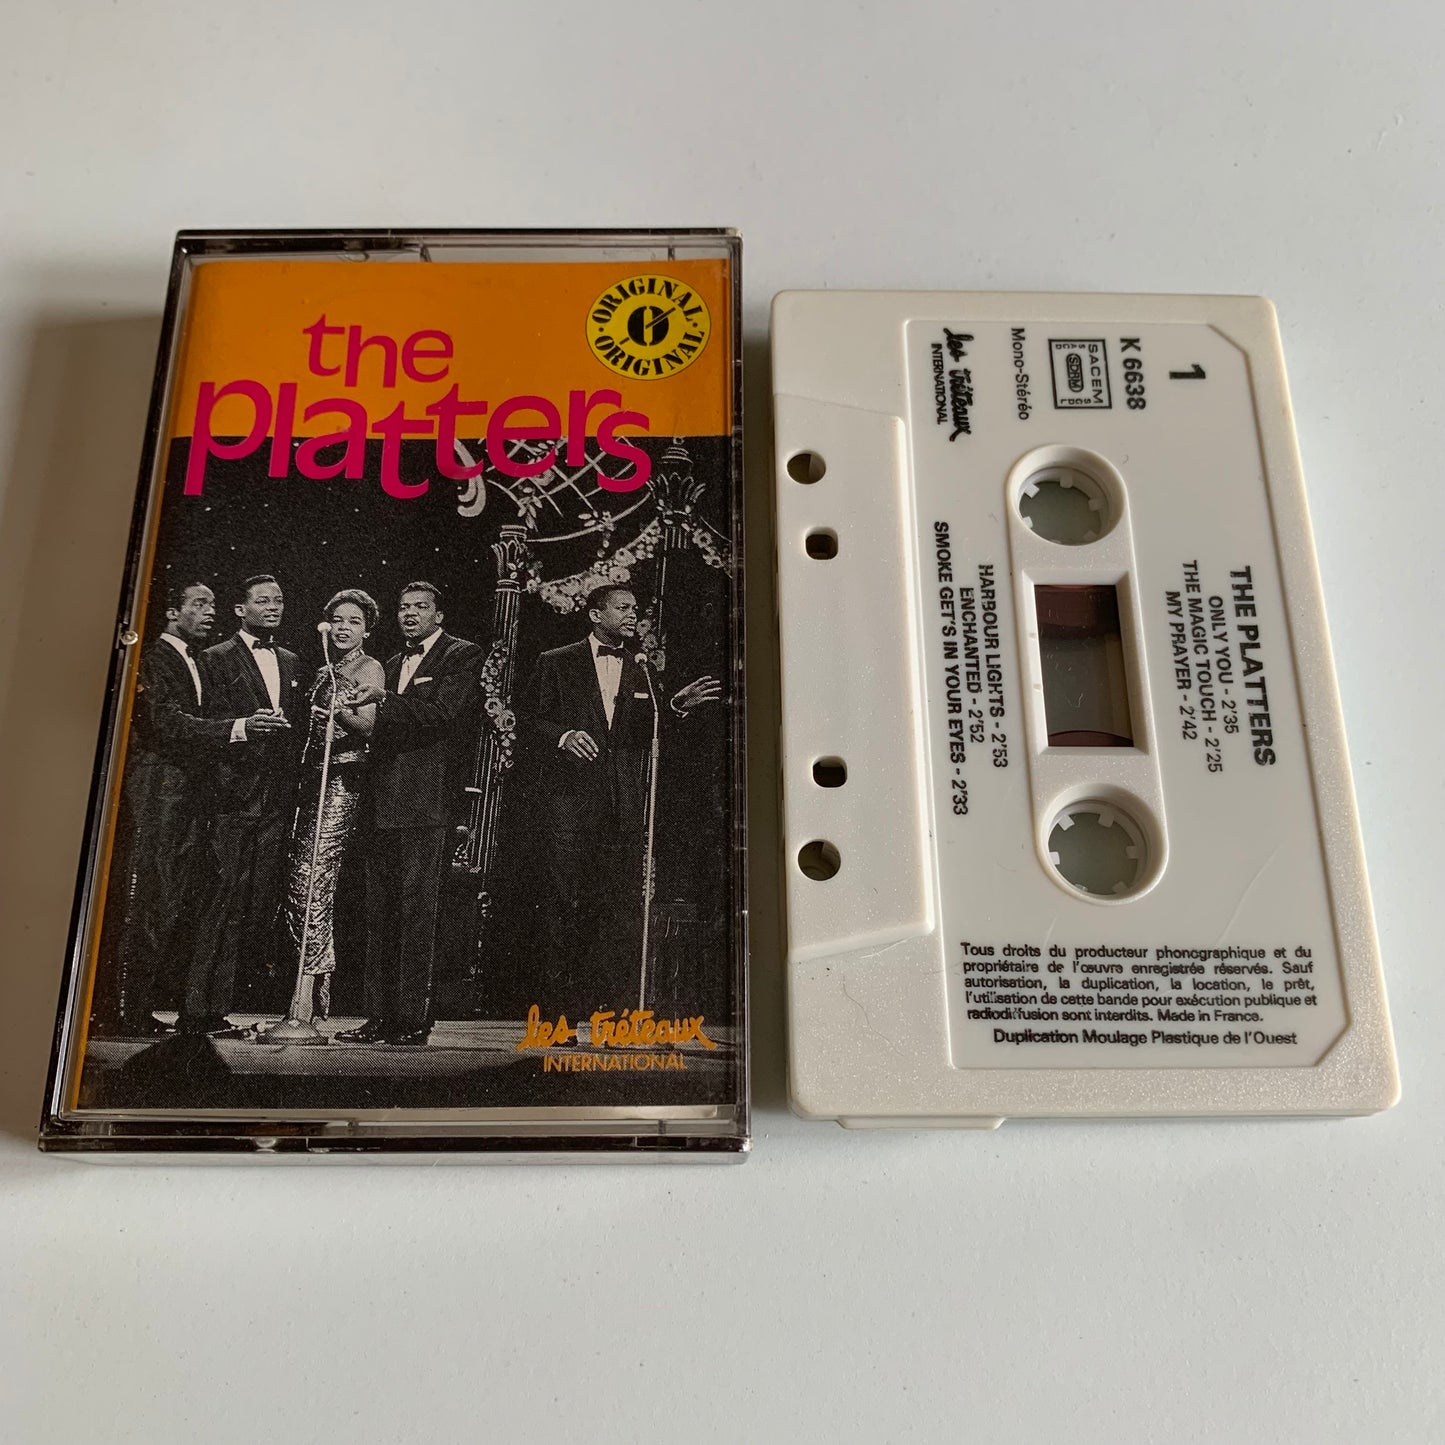 the
platters
ORIGINAL
ORIGINAL
les tréteaux
INTERNATIONAL
les tréteaux
INTERNATIONAL
Mono-Stéréo
SACEM
SDRM
SACD
SGDL
K 6638
1
THE PLATTERS
ONLY YOU - 2'35
THE MAGIC TOUCH - 2'25
MY PRAYER - 2'42
HARBOUR LIGHTS - 2'53
ENCHANTED - 2'52
SMOKE GET'S IN YOUR EYES - 2'33
Tous droits du producteur phonographique et du
propriétaire de l'œuvre enregistrée réservés. Sauf
autorisation, la duplication, la location, le prêt,
l'utilisation de cette bande pour exécution publique et
radiodiffusion sont interdits. Made in France.
Duplication Moulage Plastique de l'Ouest